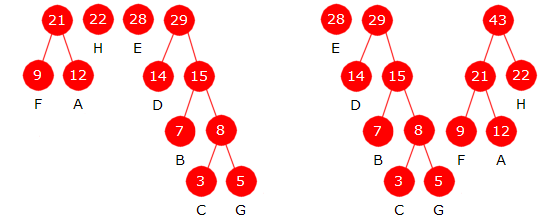 21 22 28 29 28 29 43
H E E
9 12 14 15 14 15 21 22
F A D D H
7 8 7 8 9 12
B B F A
3 5 3 5
C G C G